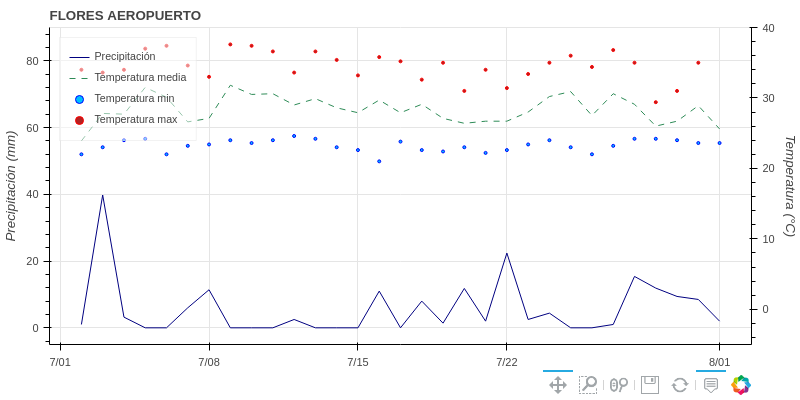 FLORES AEROPUERTO
Precipitación
Temperatura media
Temperatura min
Temperatura max
Precipitación (mm)
80
60
40
20
0
Temperatura (°C)
40
30
20
10
0
7/01 7/08 7/15 7/22 8/01